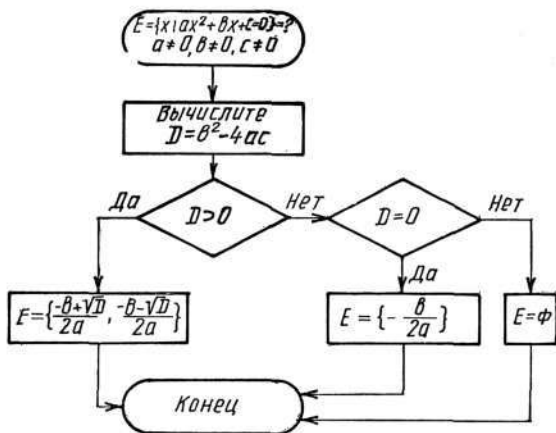 E={x|ax²+bx+c=0}=?
a≠0, b≠0, c≠0
Вычислите
D=b²-4ac
Да
D>0
Нет
D=0
Нет
Да
E={(-b+√D)/2a, (-b-√D)/2a}
E={-b/2a}
E=Ф
Конец